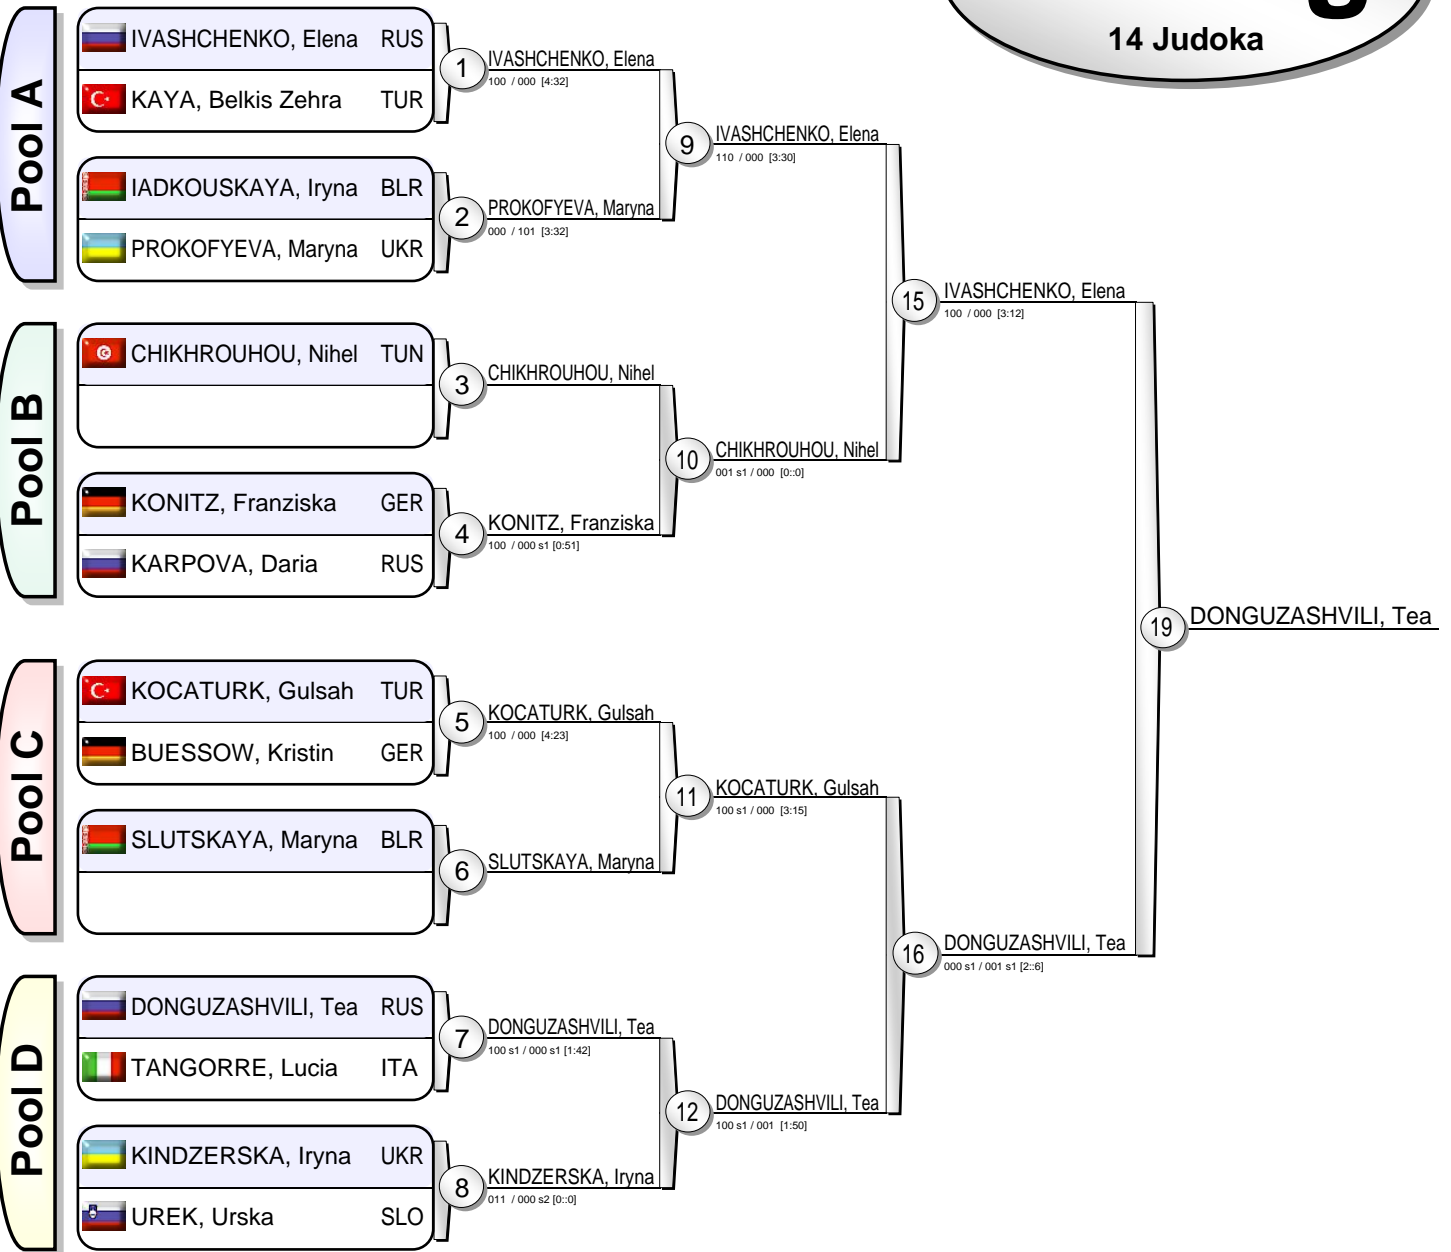 14 Judoka
Pool A
IVASHCHENKO, Elena RUS
KAYA, Belkis Zehra TUR
IADKOUSKAYA, Iryna BLR
PROKOFYEVA, Maryna UKR
1
IVASHCHENKO, Elena
100 / 000 [4:32]
2
PROKOFYEVA, Maryna
000 / 101 [3:32]
9
IVASHCHENKO, Elena
110 / 000 [3:30]
Pool B
CHIKHROUHOU, Nihel TUN
KONITZ, Franziska GER
KARPOVA, Daria RUS
3
CHIKHROUHOU, Nihel
4
KONITZ, Franziska
100 / 000 s1 [0:51]
10
CHIKHROUHOU, Nihel
001 s1 / 000 [0::0]
15
IVASHCHENKO, Elena
100 / 000 [3:12]
Pool C
KOCATURK, Gulsah TUR
BUESSOW, Kristin GER
SLUTSKAYA, Maryna BLR
5
KOCATURK, Gulsah
100 / 000 [4:23]
6
SLUTSKAYA, Maryna
11
KOCATURK, Gulsah
100 s1 / 000 [3:15]
Pool D
DONGUZASHVILI, Tea RUS
TANGORRE, Lucia ITA
KINDZERSKA, Iryna UKR
UREK, Urska SLO
7
DONGUZASHVILI, Tea
100 s1 / 000 s1 [1:42]
8
KINDZERSKA, Iryna
011 / 000 s2 [0::0]
12
DONGUZASHVILI, Tea
100 s1 / 001 [1:50]
16
DONGUZASHVILI, Tea
000 s1 / 001 s1 [2::6]
19
DONGUZASHVILI, Tea